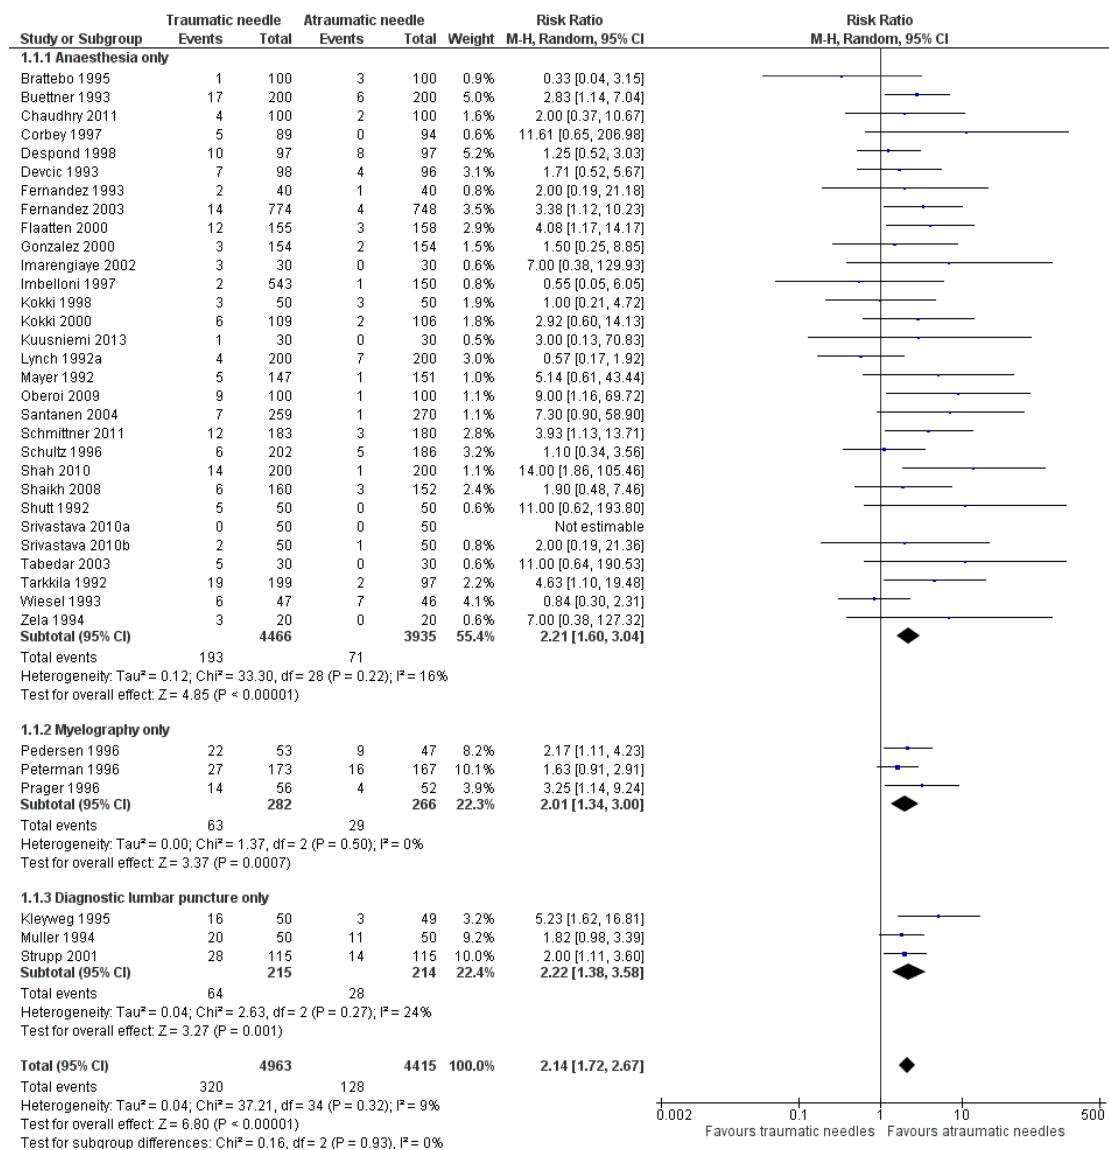 Traumatic needle Atraumatic needle Risk Ratio Risk Ratio
Study or Subgroup Events Total Events Total Weight M-H, Random, 95% CI M-H, Random, 95% CI
1.1.1 Anaesthesia only
Brattebo 1995 1 100 3 100 0.9% 0.33 [0.04, 3.15]
Buettner 1993 17 200 6 200 5.0% 2.83 [1.14, 7.04]
Chaudhry 2011 4 100 2 100 1.6% 2.00 [0.37, 10.67]
Corbey 1997 5 89 0 94 0.6% 11.61 [0.65, 206.98]
Despond 1998 10 97 8 97 5.2% 1.25 [0.52, 3.03]
Devcic 1993 7 98 4 96 3.1% 1.71 [0.52, 5.67]
Fernandez 1993 2 40 1 40 0.8% 2.00 [0.19, 21.18]
Fernandez 2003 14 774 4 748 3.5% 3.38 [1.12, 10.23]
Flaatten 2000 12 155 3 158 2.9% 4.08 [1.17, 14.17]
Gonzalez 2000 3 154 2 154 1.4% 1.50 [0.25, 8.85]
Imarengiaye 2002 3 30 0 30 0.6% 7.00 [0.38, 129.93]
Imbelloni 1997 2 543 1 150 0.8% 0.55 [0.05, 6.05]
Kokki 1998 3 50 3 50 1.9% 1.00 [0.21, 4.72]
Kokki 2000 6 109 2 106 1.8% 2.92 [0.60, 14.13]
Kuusniemi 2013 1 30 0 30 0.5% 3.00 [0.13, 70.83]
Lynch 1992a 4 200 7 200 3.0% 0.57 [0.17, 1.92]
Mayer 1992 5 147 1 151 1.0% 5.14 [0.61, 43.44]
Oberoi 2009 9 100 1 100 1.1% 9.00 [1.16, 69.72]
Santanen 2004 7 259 1 270 1.1% 7.30 [0.90, 58.90]
Schmittner 2011 12 183 3 180 2.8% 3.93 [1.13, 13.71]
Schultz 1996 6 202 5 186 3.2% 1.10 [0.34, 3.56]
Shah 2010 14 200 1 200 1.1% 14.00 [1.86, 105.46]
Shaikh 2008 6 160 3 152 2.4% 1.90 [0.48, 7.46]
Shutt 1992 5 50 0 50 0.6% 11.00 [0.62, 193.80]
Srivastava 2010a 0 50 0 50 Not estimable
Srivastava 2010b 2 50 1 50 0.8% 2.00 [0.19, 21.36]
Tabedar 2003 5 30 0 30 0.6% 11.00 [0.64, 190.53]
Tarkkila 1992 19 199 2 97 2.2% 4.63 [1.10, 19.48]
Wiesel 1993 6 47 7 46 4.1% 0.84 [0.30, 2.31]
Zela 1994 3 20 0 20 0.6% 7.00 [0.38, 127.32]
Subtotal (95% CI) 4466 3935 55.4% 2.21 [1.60, 3.04]
Total events 193 71
Heterogeneity: Tau² = 0.12; Chi² = 33.30, df = 28 (P = 0.22); I² = 16%
Test for overall effect: Z = 4.85 (P < 0.00001)
1.1.2 Myelography only
Pedersen 1996 22 53 9 47 8.2% 2.17 [1.11, 4.23]
Peterman 1996 27 173 16 167 10.1% 1.63 [0.91, 2.91]
Prager 1996 14 56 4 52 3.9% 3.25 [1.14, 9.24]
Subtotal (95% CI) 282 266 22.3% 2.01 [1.34, 3.00]
Total events 63 29
Heterogeneity: Tau² = 0.00; Chi² = 1.37, df = 2 (P = 0.50); I² = 0%
Test for overall effect: Z = 3.37 (P = 0.0007)
1.1.3 Diagnostic lumbar puncture only
Kleyweg 1995 16 50 3 49 3.2% 5.23 [1.62, 16.81]
Muller 1994 20 50 11 50 9.2% 1.82 [0.98, 3.39]
Strupp 2001 28 115 14 115 10.0% 2.00 [1.11, 3.60]
Subtotal (95% CI) 215 214 22.4% 2.22 [1.38, 3.58]
Total events 64 28
Heterogeneity: Tau² = 0.04; Chi² = 2.63, df = 2 (P = 0.27); I² = 24%
Test for overall effect: Z = 3.27 (P = 0.001)
Total (95% CI) 4963 4415 100.0% 2.14 [1.72, 2.67]
Total events 320 128
Heterogeneity: Tau² = 0.04; Chi² = 37.21, df = 34 (P = 0.32); I² = 9%
Test for overall effect: Z = 6.80 (P < 0.00001)
Test for subgroup differences: Chi² = 0.16, df = 2 (P = 0.93), I² = 0%
0.002 0.1 1 10 500
Favours traumatic needles Favours atraumatic needles